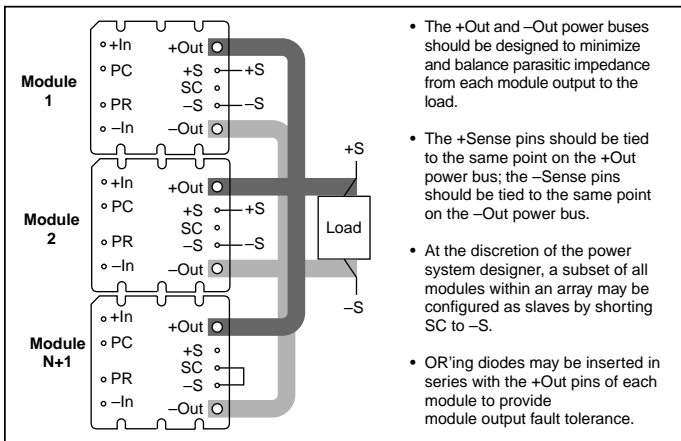 Module
1
+In
PC
PR
–In
+Out
+S
SC
–S
–Out
+S
–S
Module
2
+In
PC
PR
–In
+Out
+S
SC
–S
–Out
+S
–S
Module
N+1
+In
PC
PR
–In
+Out
+S
SC
–S
–Out
+S
Load
–S
• The +Out and –Out power buses
should be designed to minimize
and balance parasitic impedance
from each module output to the
load.
• The +Sense pins should be tied
to the same point on the +Out
power bus; the –Sense pins
should be tied to the same point
on the –Out power bus.
• At the discretion of the power
system designer, a subset of all
modules within an array may be
configured as slaves by shorting
SC to –S.
• OR'ing diodes may be inserted in
series with the +Out pins of each
module to provide
module output fault tolerance.